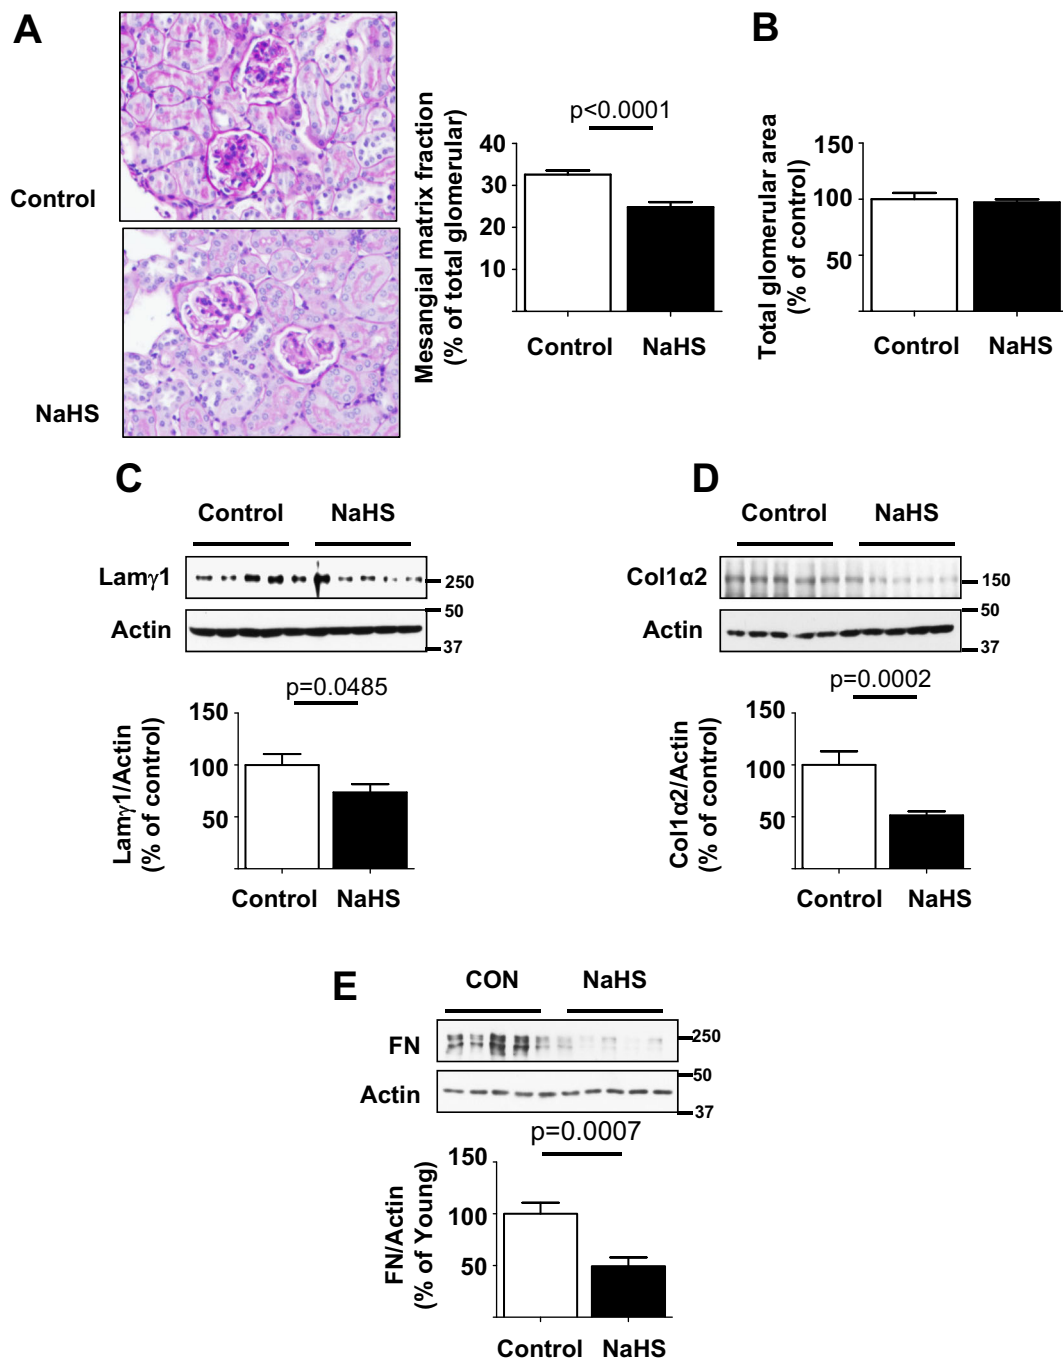 A
Control
NaHS
Mesangial matrix fraction
(% of total glomerular)
p<0.0001
40
30
20
10
Control NaHS
B
Total glomerular area
(% of control)
150
100
50
Control NaHS
C
Control NaHS
Lamγ1
250
Actin
50
37
p=0.0485
Lamγ1/Actin
(% of control)
150
100
50
Control NaHS
D
Control NaHS
Col1α2
150
Actin
50
37
p=0.0002
Col1α2/Actin
(% of control)
150
100
50
Control NaHS
E
CON NaHS
FN
250
Actin
50
37
p=0.0007
FN/Actin
(% of Young)
150
100
50
Control NaHS